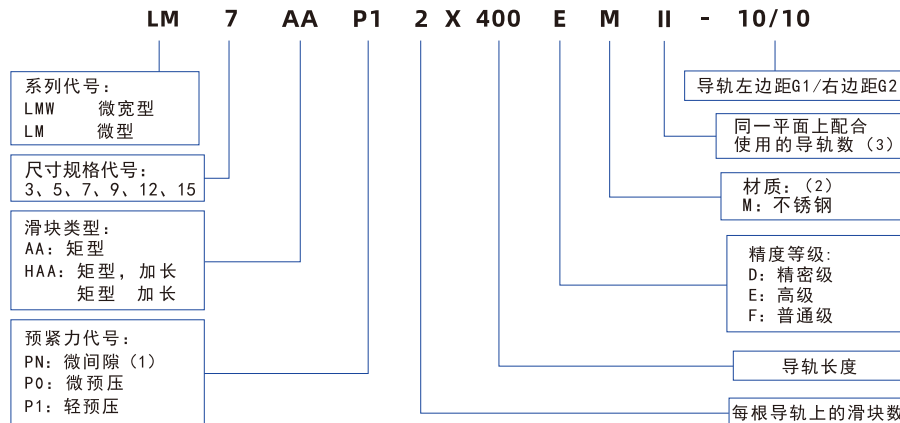 LM 7 AA P1 2 X 400 E M II - 10/10
系列代号：
LMW 微宽型
LM 微型
尺寸规格代号：
3、5、7、9、12、15
滑块类型：
AA：矩型
HAA：矩型，加长
矩型 加长
预紧力代号：
PN：微间隙（1）
P0：微预压
P1：轻预压
导轨左边距G1/右边距G2
同一平面上配合
使用的导轨数（3）
材质：（2）
M：不锈钢
精度等级：
D：精密级
E：高级
F：普通级
导轨长度
每根导轨上的滑块数